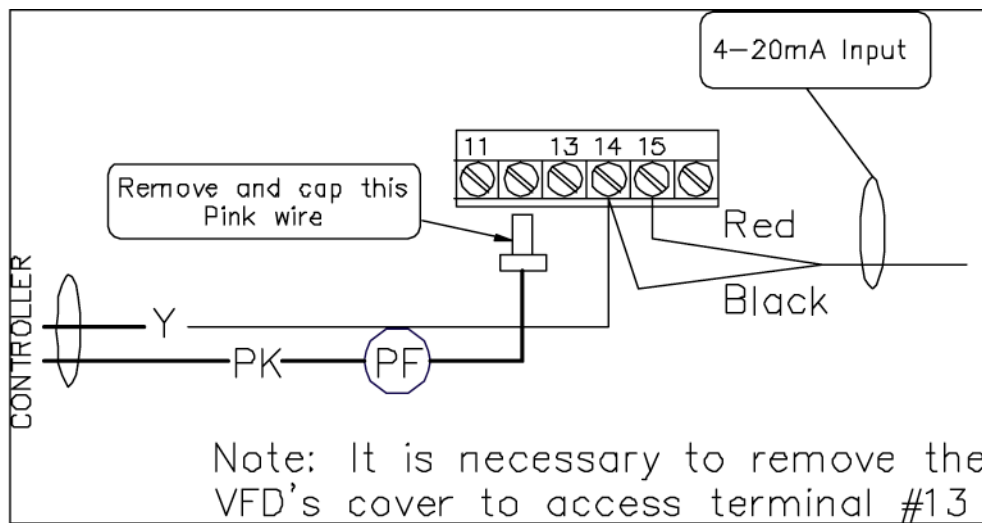 4-20mA Input
11 13 14 15
Remove and cap this
Pink wire
Red
Black
CONTROLLER
Y
PK PF
Note: It is necessary to remove the
VFD's cover to access terminal #13